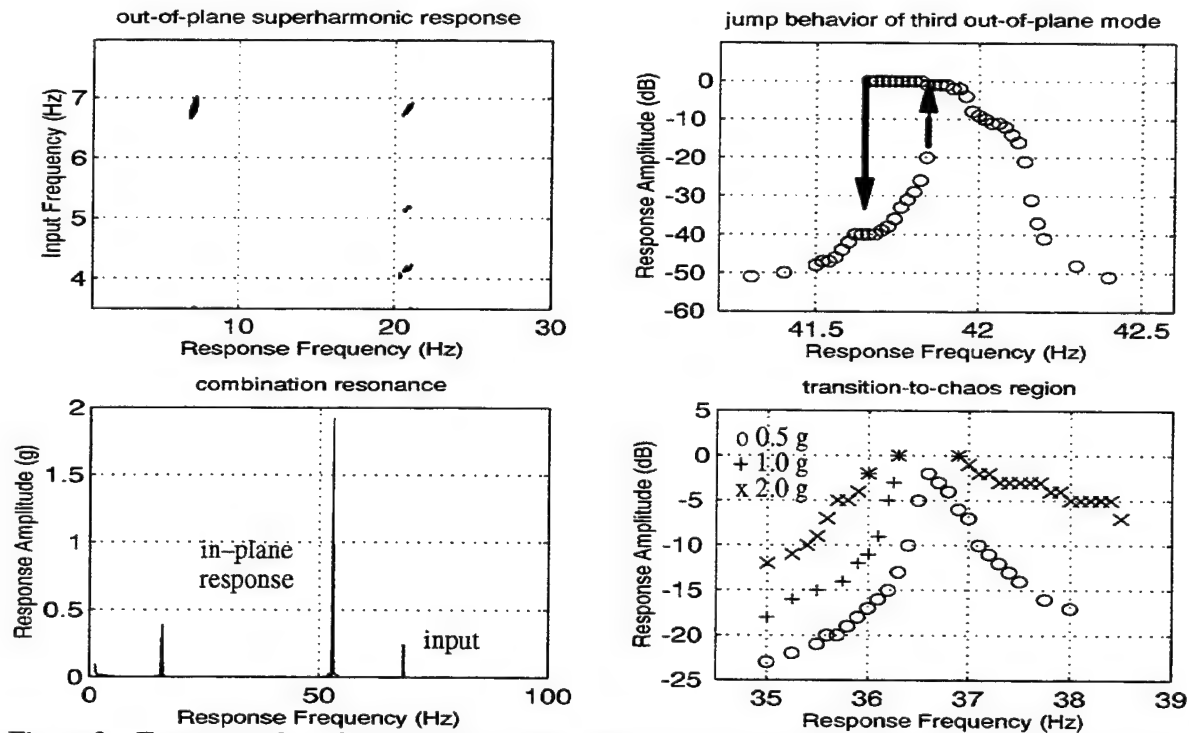 out-of-plane superharmonic response
Input Frequency (Hz)
7
6
5
4
10
20
30
Response Frequency (Hz)
jump behavior of third out-of-plane mode
Response Amplitude (dB)
0
-10
-20
-30
-40
-50
-60
41.5
42
42.5
Response Frequency (Hz)
combination resonance
Response Amplitude (g)
2
1.5
1
0.5
0
in-plane
response
input
0
50
100
Response Frequency (Hz)
transition-to-chaos region
Response Amplitude (dB)
5
0
-5
-10
-15
-20
-25
o 0.5 g
+ 1.0 g
x 2.0 g
35
36
37
38
39
Response Frequency (Hz)